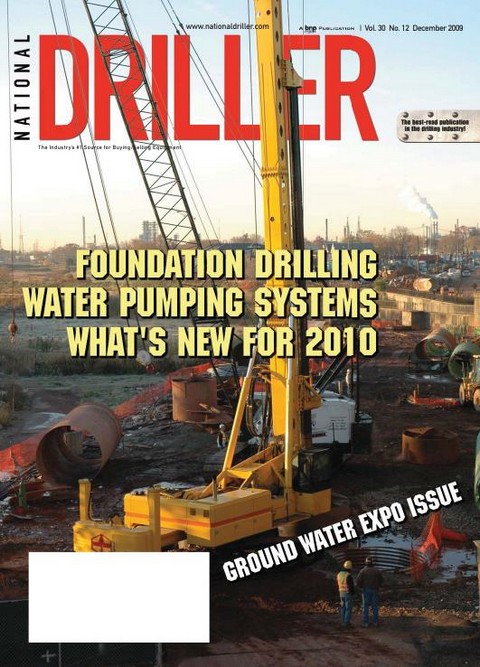 www.nationaldriller.com
A bnp PUBLICATION | Vol. 30 No. 12 December 2009
NATIONAL
DRILLER
The best-read publication
in the drilling industry!
The Industry's #1 Source for Buying/Selling Equipment
FOUNDATION DRILLING
WATER PUMPING SYSTEMS
WHAT'S NEW FOR 2010
GROUND WATER EXPO ISSUE